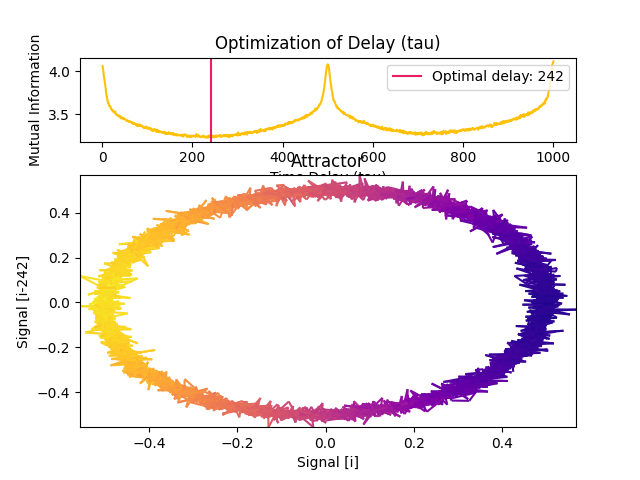 Optimization of Delay (tau)
Mutual Information
4.0
3.5
Optimal delay: 242
0
200
400
600
800
1000
Time Delay (tau)
Attractor
Signal [i-242]
0.4
0.2
0.0
−0.2
−0.4
−0.4
−0.2
0.0
0.2
0.4
Signal [i]